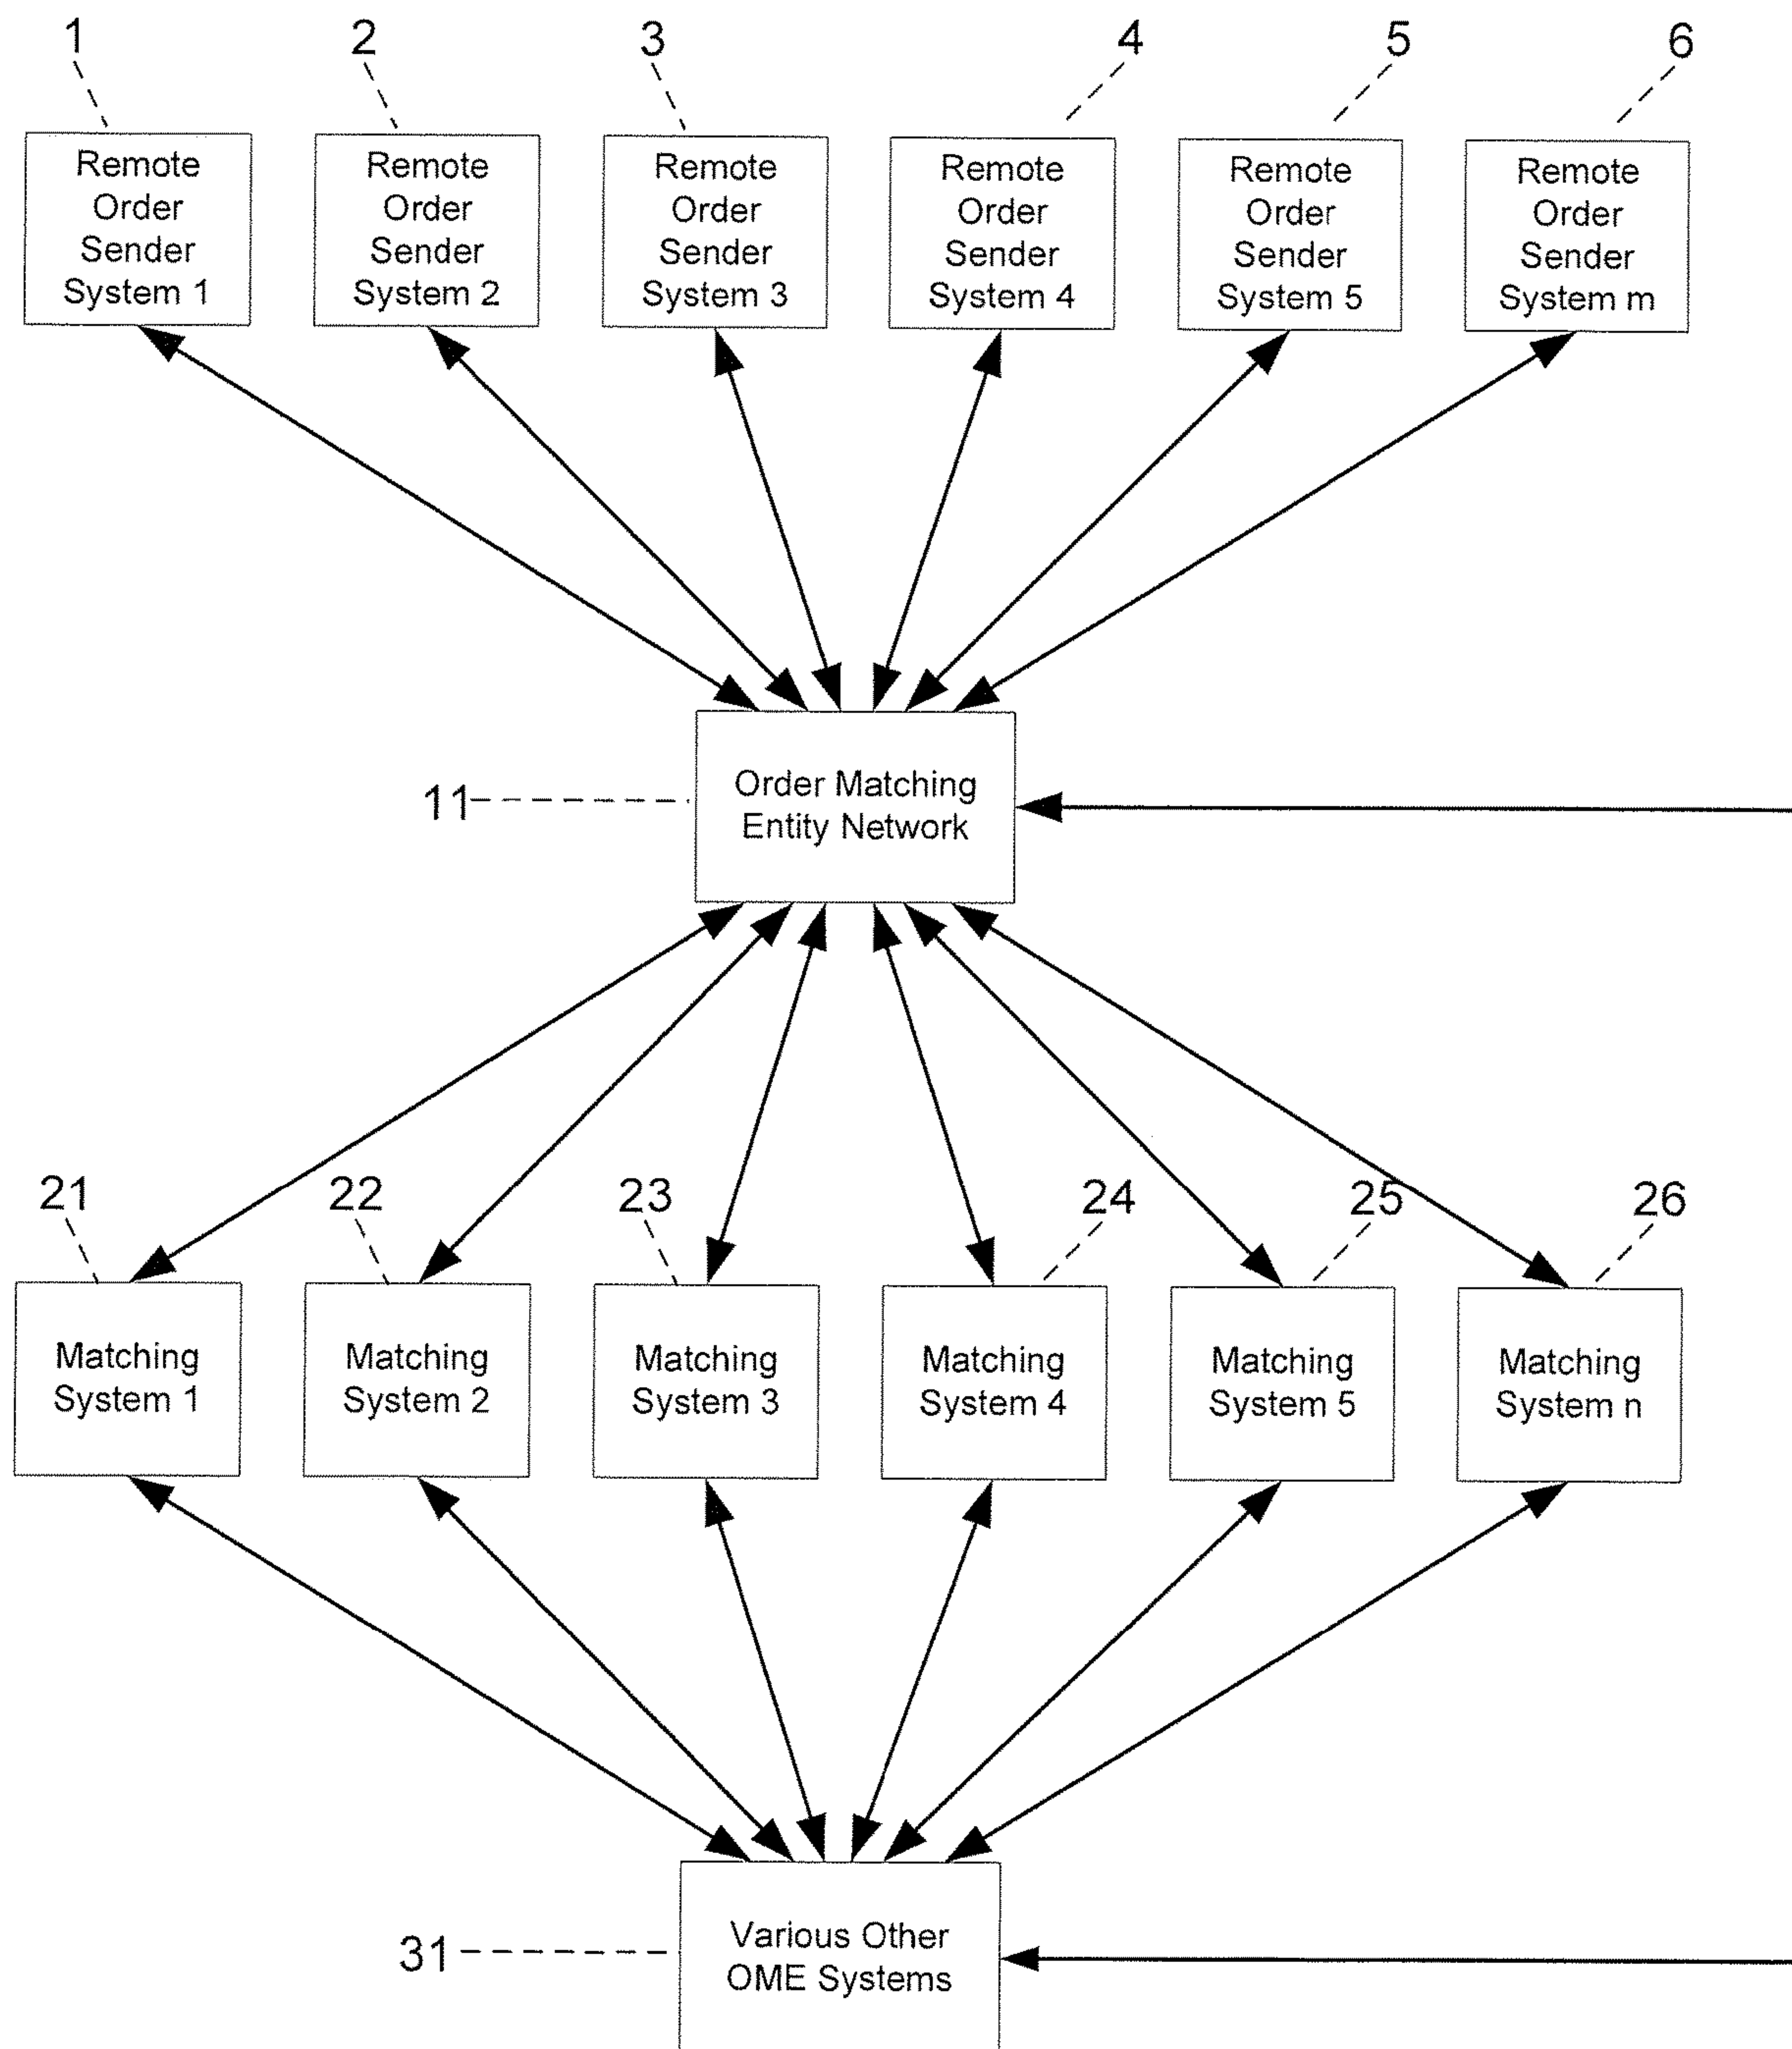 1
2
3
4
5
6
Remote
Order
Sender
System 1
Remote
Order
Sender
System 2
Remote
Order
Sender
System 3
Remote
Order
Sender
System 4
Remote
Order
Sender
System 5
Remote
Order
Sender
System m
11
Order Matching
Entity Network
21
22
23
24
25
26
Matching
System 1
Matching
System 2
Matching
System 3
Matching
System 4
Matching
System 5
Matching
System n
31
Various Other
OME Systems